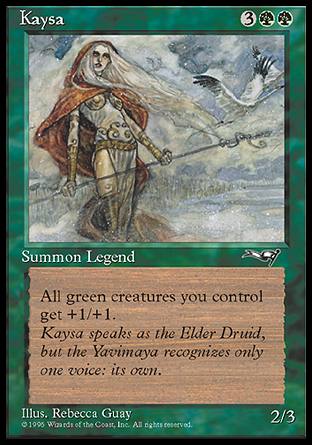 Kaysa 3
Summon Legend
All green creatures you control
get +1/+1.
Kaysa speaks as the Elder Druid,
but the Yavimaya recognizes only
one voice: its own.
Illus. Rebecca Guay
© 1996 Wizards of the Coast, Inc. All rights reserved.
2/3